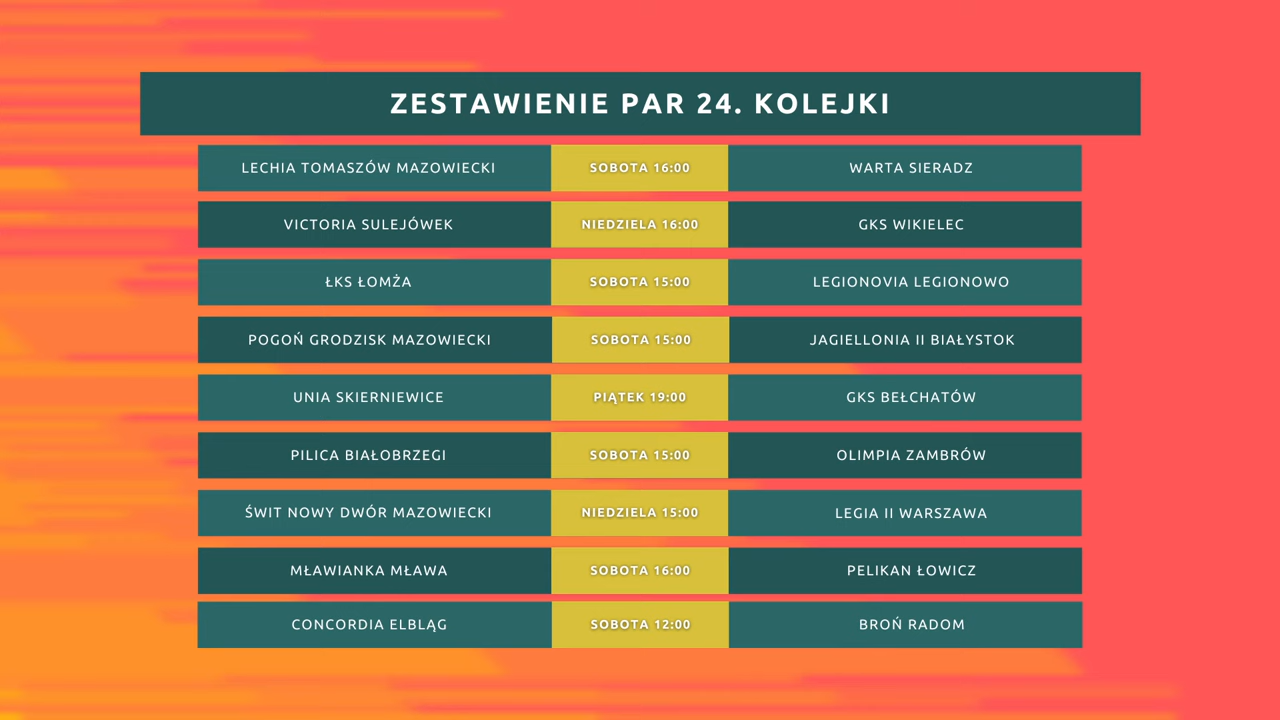 ZESTAWIENIE PAR 24. KOLEJKI
LECHIA TOMASZÓW MAZOWIECKI SOBOTA 16:00 WARTA SIERADZ
VICTORIA SULEJÓWEK NIEDZIELA 16:00 GKS WIKIELEC
ŁKS ŁOMŻA SOBOTA 15:00 LEGIONOVIA LEGIONOWO
POGOŃ GRODZISK MAZOWIECKI SOBOTA 15:00 JAGIELLONIA II BIAŁYSTOK
UNIA SKIERNIEWICE PIĄTEK 19:00 GKS BEŁCHATÓW
PILICA BIAŁOBRZEGI SOBOTA 15:00 OLIMPIA ZAMBRÓW
ŚWIT NOWY DWÓR MAZOWIECKI NIEDZIELA 15:00 LEGIA II WARSZAWA
MŁAWIANKA MŁAWA SOBOTA 16:00 PELIKAN ŁOWICZ
CONCORDIA ELBLĄG SOBOTA 12:00 BROŃ RADOM